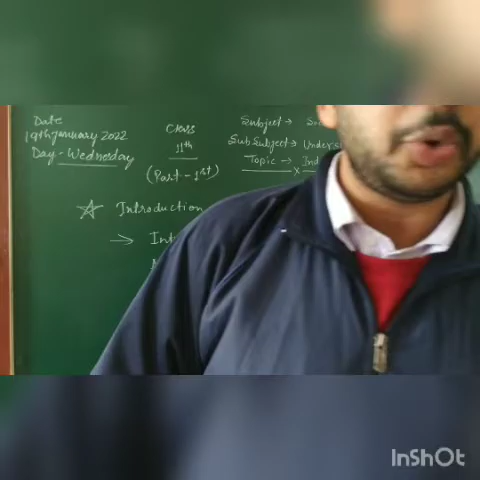 Date
19th January 2022
Day - Wednesday
Class
11th
(Part - 1st)
Subject →
Sub Subject →
Topic →
x
☆ Introduction
→
InShOt